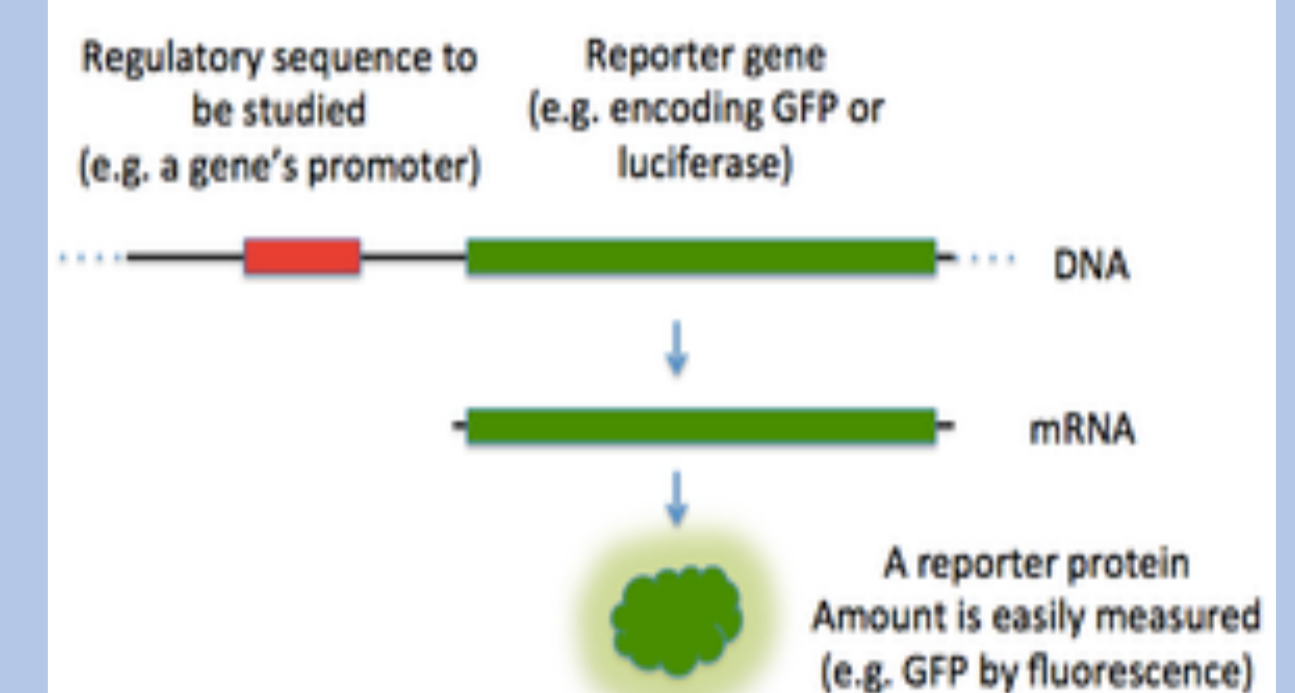 Regulatory sequence to
be studied
(e.g. a gene's promoter)
Reporter gene
(e.g. encoding GFP or
luciferase)
DNA
mRNA
A reporter protein
Amount is easily measured
(e.g. GFP by fluorescence)